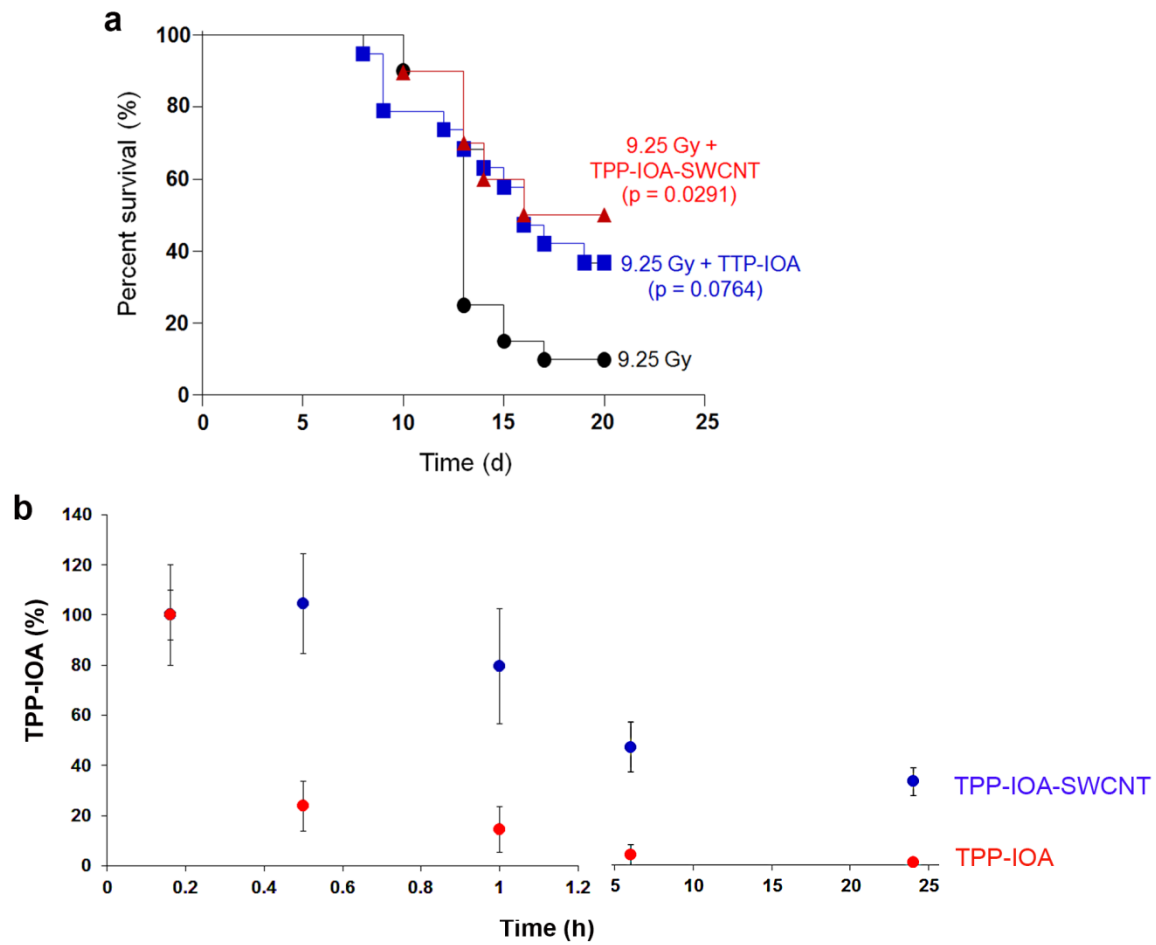 a
100
80
60
40
20
0
Percent survival (%)
9.25 Gy +
TPP-IOA-SWCNT
(p = 0.0291)
9.25 Gy + TTP-IOA
(p = 0.0764)
9.25 Gy
0 5 10 15 20 25
Time (d)
b
140
120
100
80
60
40
20
0
TPP-IOA (%)
TPP-IOA-SWCNT
TPP-IOA
0 0.2 0.4 0.6 0.8 1 1.2 5 10 15 20 25
Time (h)